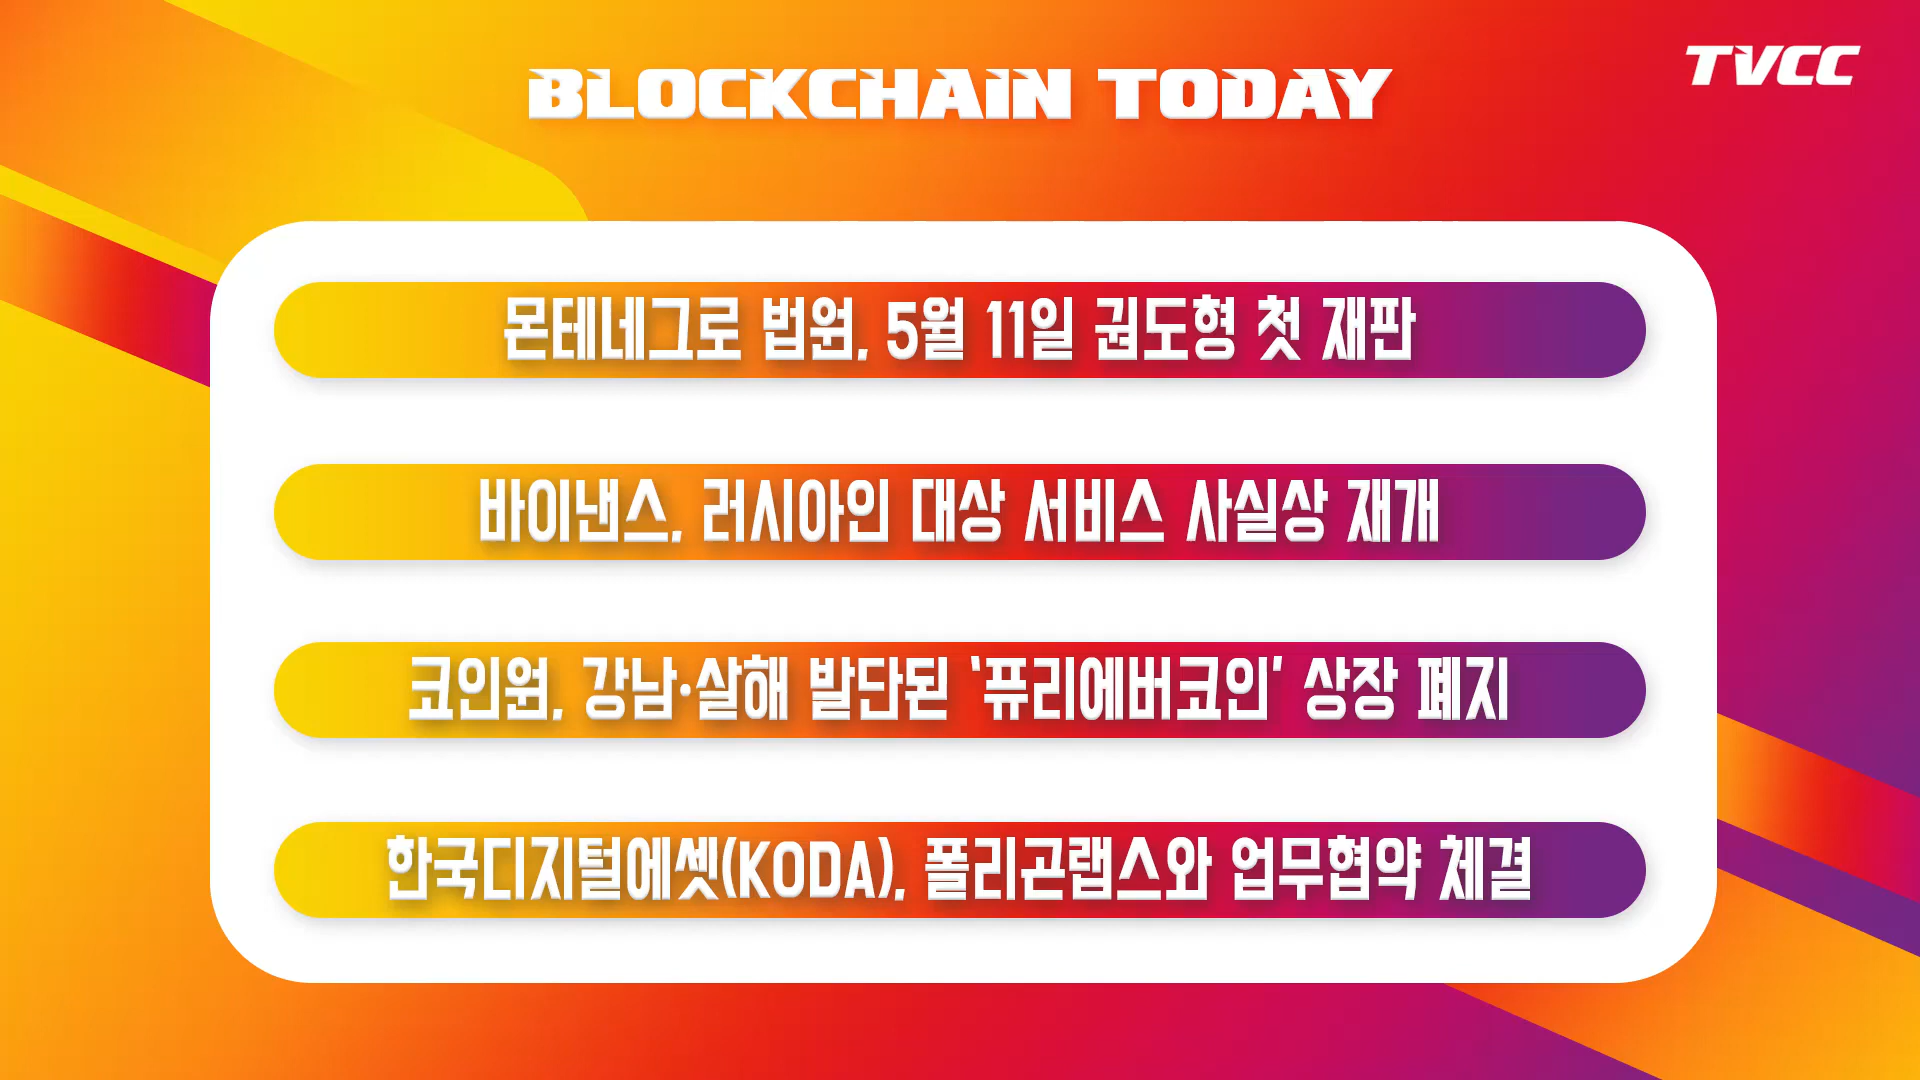 BLOCKCHAIN TODAY
TVCC
몬테네그로 법원, 5월 11일 권도형 첫 재판
바이낸스, 러시아인 대상 서비스 사실상 재개
코인원, 강남·살해 발단된 '퓨리에버코인' 상장 폐지
한국디지털에셋(KODA), 폴리곤랩스와 업무협약 체결